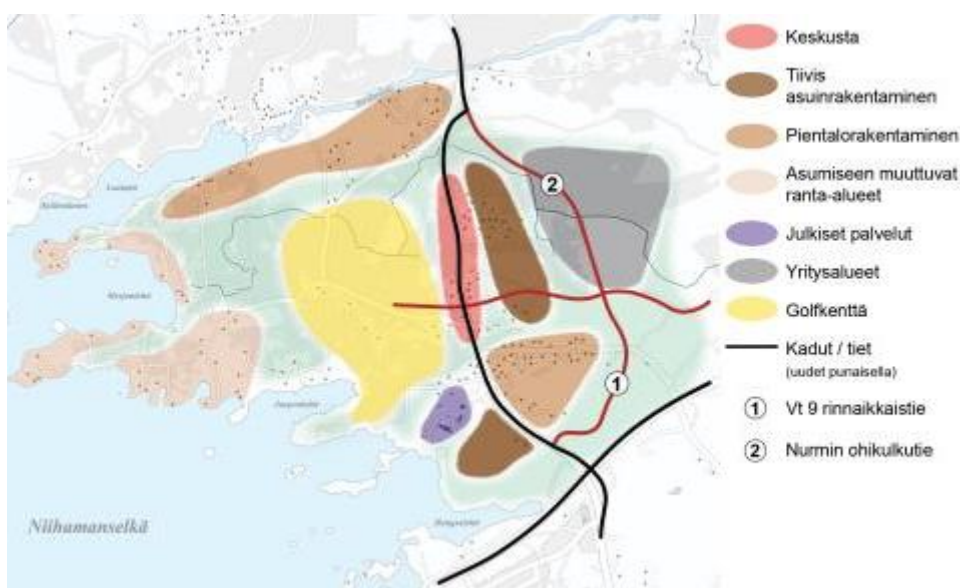 Keskusta
Tiivis
asuinrakentaminen
Pientalorakentaminen
Asumiseen muuttuvat
ranta-alueet
Julkiset palvelut
Yritysalueet
Golfkenttä
Kadut / tiet
(uudet punaisella)
1 Vt 9 rinnaikkaistie
2 Nurmin ohikulkutie
2
1
Niihamanselkä